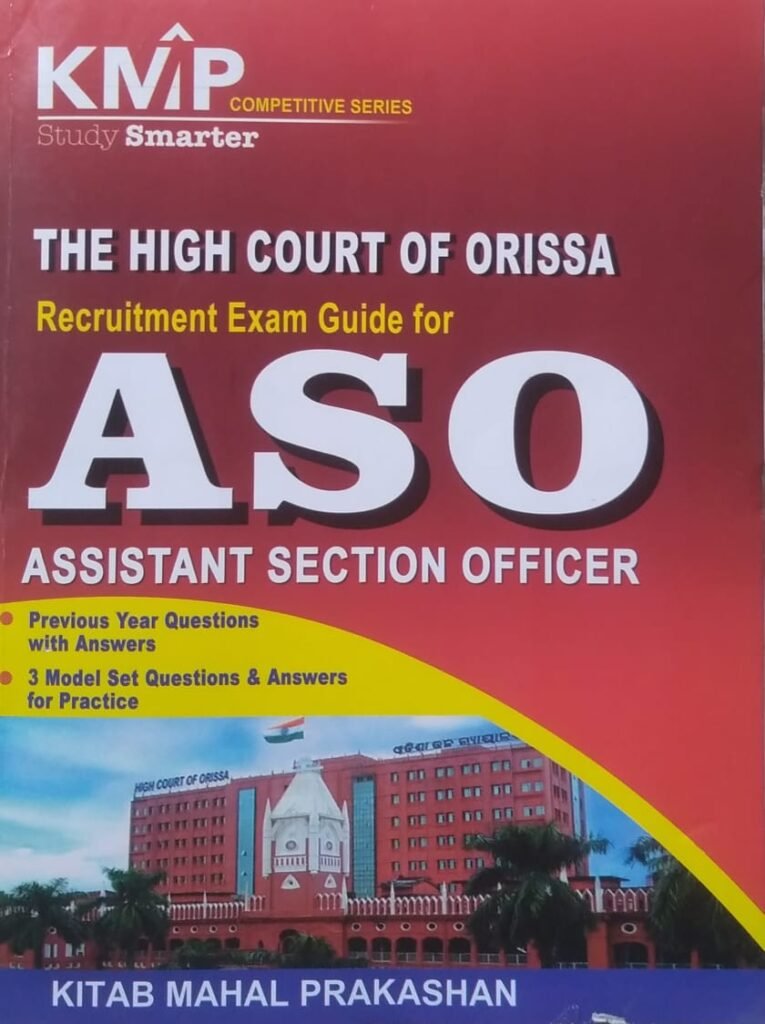 KMP
COMPETITIVE SERIES
Study Smarter
THE HIGH COURT OF ORISSA
Recruitment Exam Guide for
ASO
ASSISTANT SECTION OFFICER
Previous Year Questions
with Answers
3 Model Set Questions & Answers
for Practice
HIGH COURT OF ORISSA
KITAB MAHAL PRAKASHAN